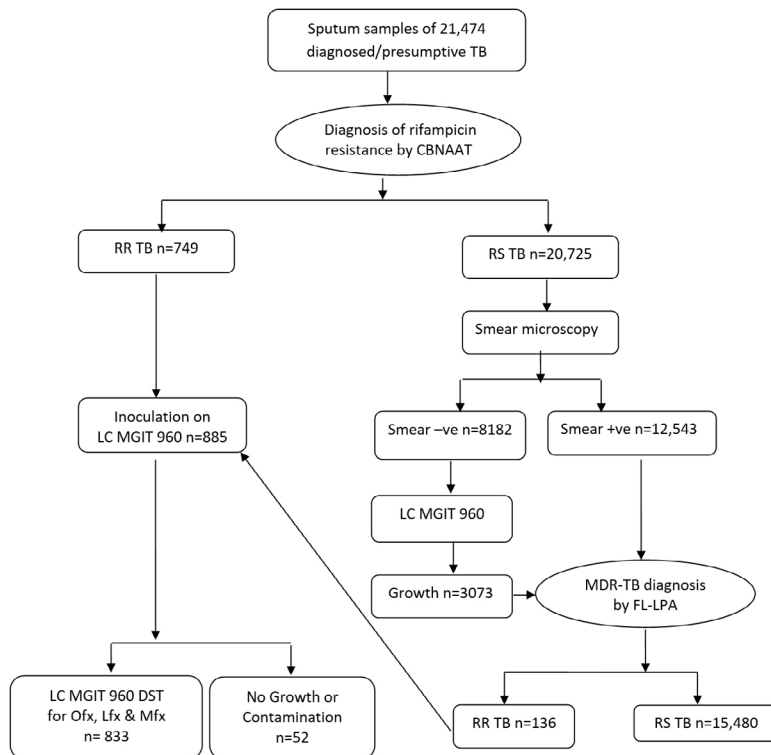 Sputum samples of 21,474
diagnosed/presumptive TB
Diagnosis of rifampicin
resistance by CBNAAT
RR TB n=749
RS TB n=20,725
Smear microscopy
Inoculation on
LC MGIT 960 n=885
Smear –ve n=8182
Smear +ve n=12,543
LC MGIT 960
Growth n=3073
MDR-TB diagnosis
by FL-LPA
LC MGIT 960 DST
for Ofx, Lfx & Mfx
n= 833
No Growth or
Contamination
n=52
RR TB n=136
RS TB n=15,480